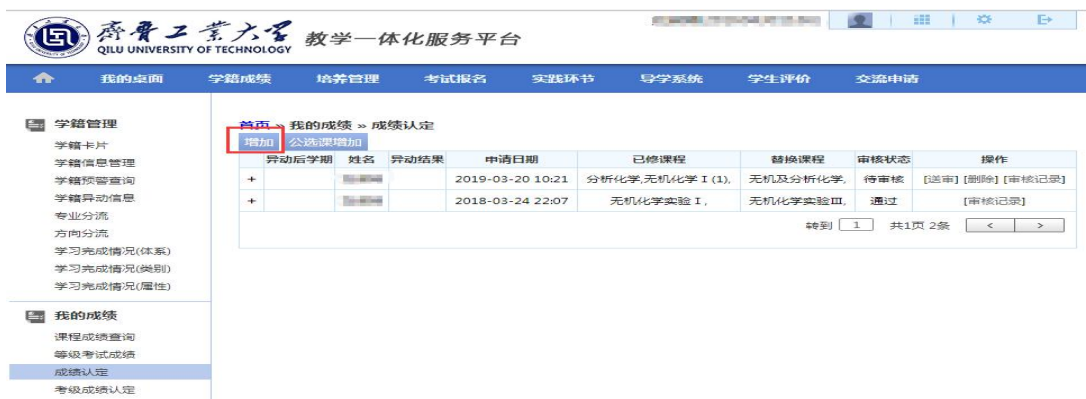 齊鲁工業大學 教学一体化服务平台
QILU UNIVERSITY OF TECHNOLOGY
我的桌面 学籍成绩 培养管理 考试报名 实践环节 导学系统 学生评价 交流申请
学籍管理
学籍卡片
学籍信息管理
学籍预警查询
学籍异动信息
专业分流
方向分流
学习完成情况(体系)
学习完成情况(类别)
学习完成情况(属性)
我的成绩
课程成绩查询
等级考试成绩
成绩认定
考级成绩认定
首页 » 我的成绩 » 成绩认定
增加 公选课增加
异动后学期 姓名 异动结果 申请日期 已修课程 替换课程 审核状态 操作
+ 2019-03-20 10:21 分析化学,无机化学Ⅰ(1), 无机及分析化学, 待审核 [送审] [删除] [审核记录]
+ 2018-03-24 22:07 无机化学实验Ⅰ, 无机化学实验Ⅲ, 通过 [审核记录]
转到 1 共1页 2条 < >